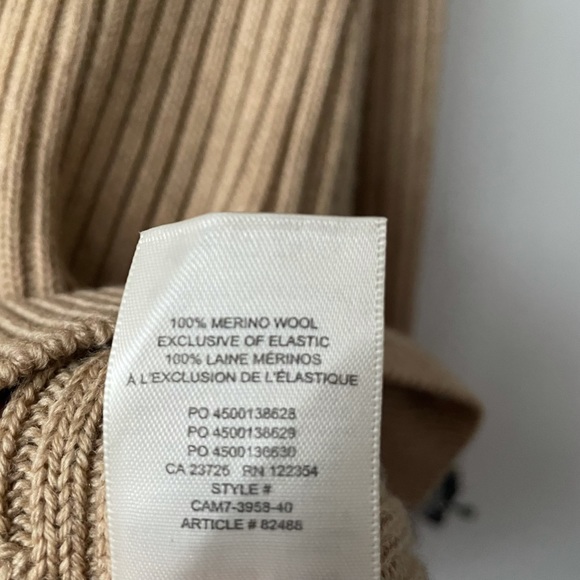 100% MERINO WOOL
EXCLUSIVE OF ELASTIC
100% LAINE MÉRINOS
À L'EXCLUSION DE L'ÉLASTIQUE
PO 4500138628
PO 4500138629
PO 4500138630
CA 23725 RN 122354
STYLE #
CAM7-3958-40
ARTICLE # 82488